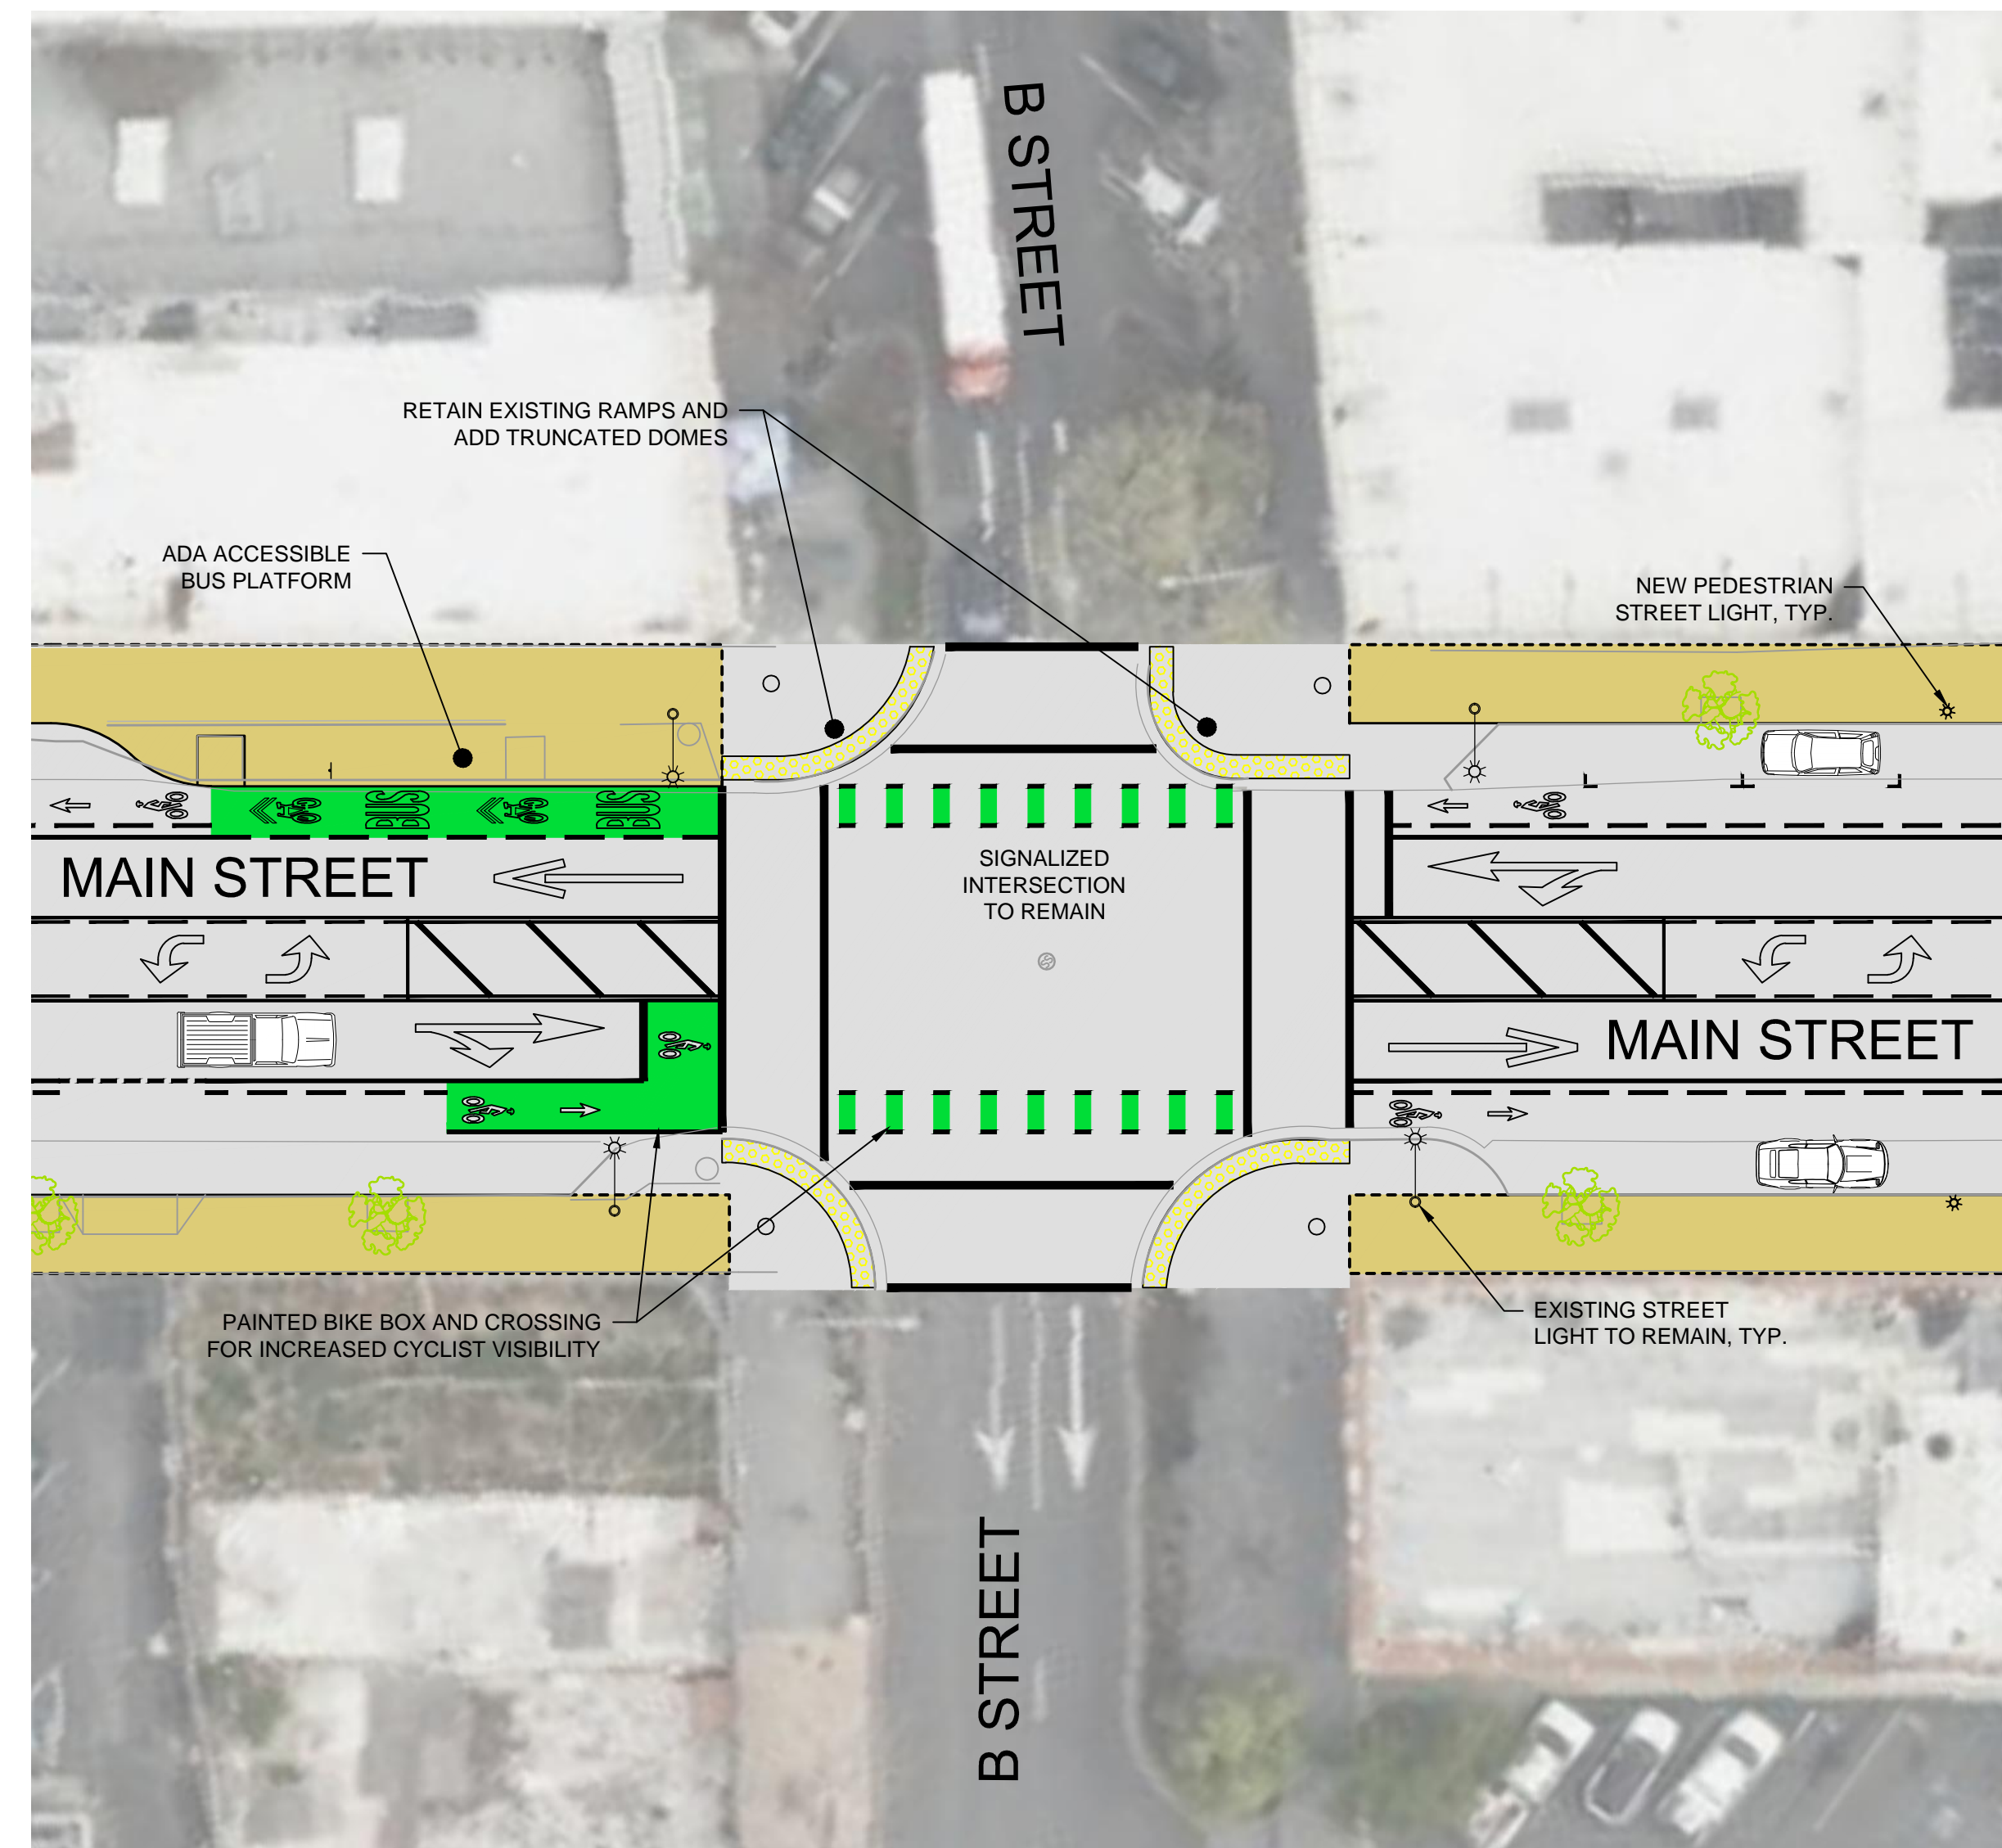 B STREET
RETAIN EXISTING RAMPS AND
ADD TRUNCATED DOMES
ADA ACCESSIBLE
BUS PLATFORM
NEW PEDESTRIAN
STREET LIGHT, TYP.
BUS
BUS
MAIN STREET
SIGNALIZED
INTERSECTION
TO REMAIN
MAIN STREET
PAINTED BIKE BOX AND CROSSING
FOR INCREASED CYCLIST VISIBILITY
EXISTING STREET
LIGHT TO REMAIN, TYP.
B STREET